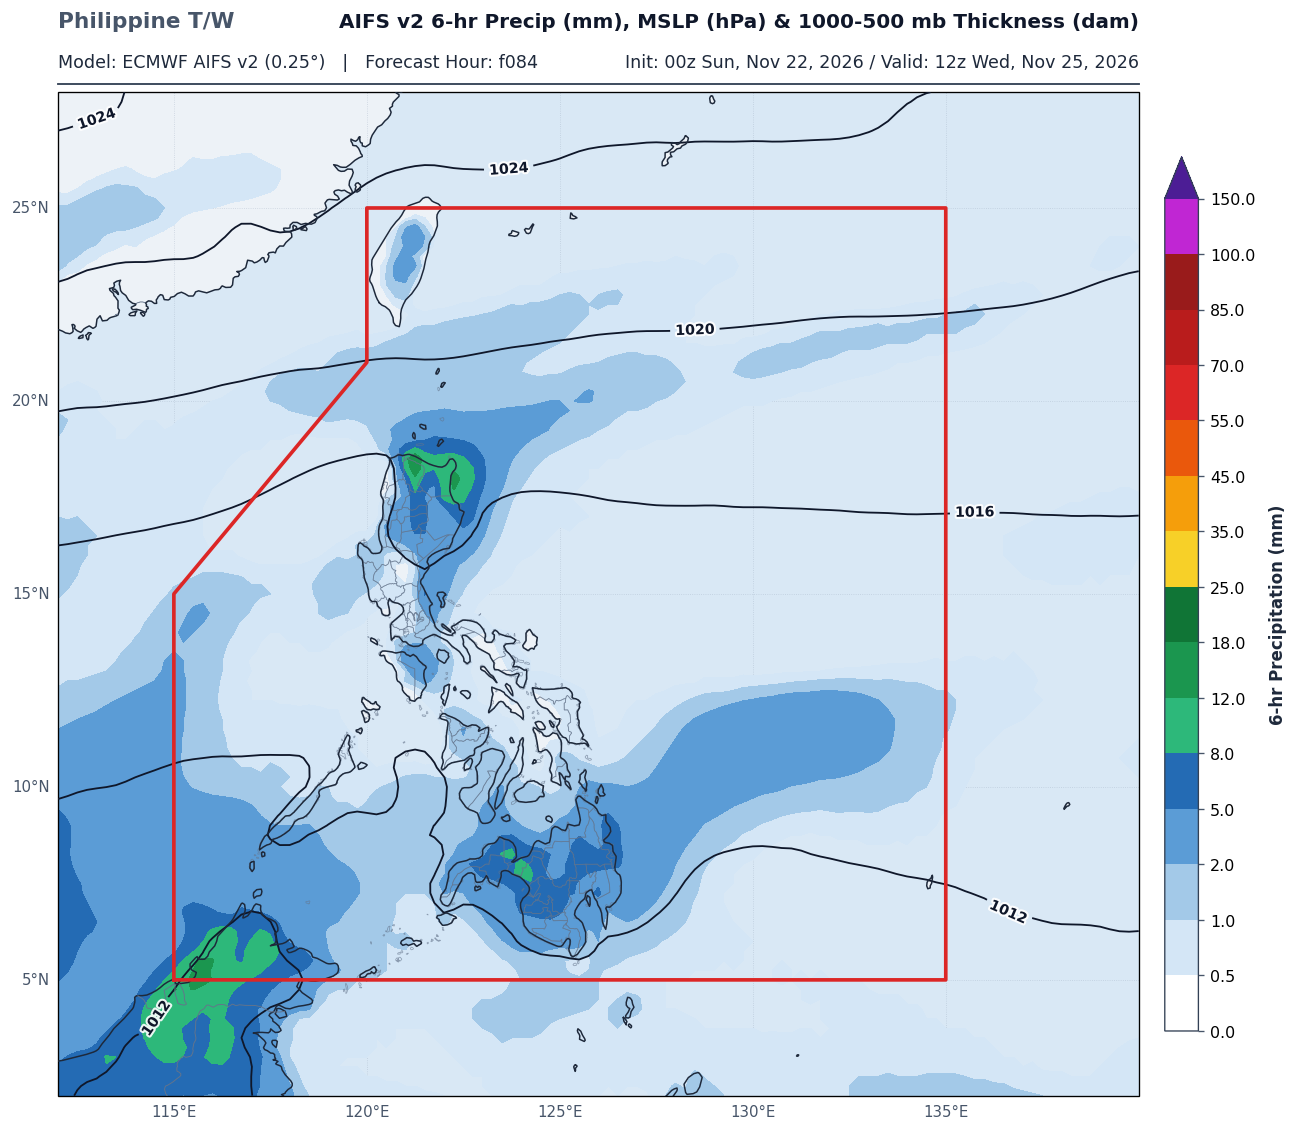 Philippine T/W
AIFS v2 6-hr Precip (mm), MSLP (hPa) & 1000-500 mb Thickness (dam)
Model: ECMWF AIFS v2 (0.25°) | Forecast Hour: f084
Init: 00z Sun, Nov 22, 2026 / Valid: 12z Wed, Nov 25, 2026
1024
1024
1020
1016
1012
1012
25°N
20°N
15°N
10°N
5°N
115°E
120°E
125°E
130°E
135°E
150.0
100.0
85.0
70.0
55.0
45.0
35.0
25.0
18.0
12.0
8.0
5.0
2.0
1.0
0.5
0.0
6-hr Precipitation (mm)